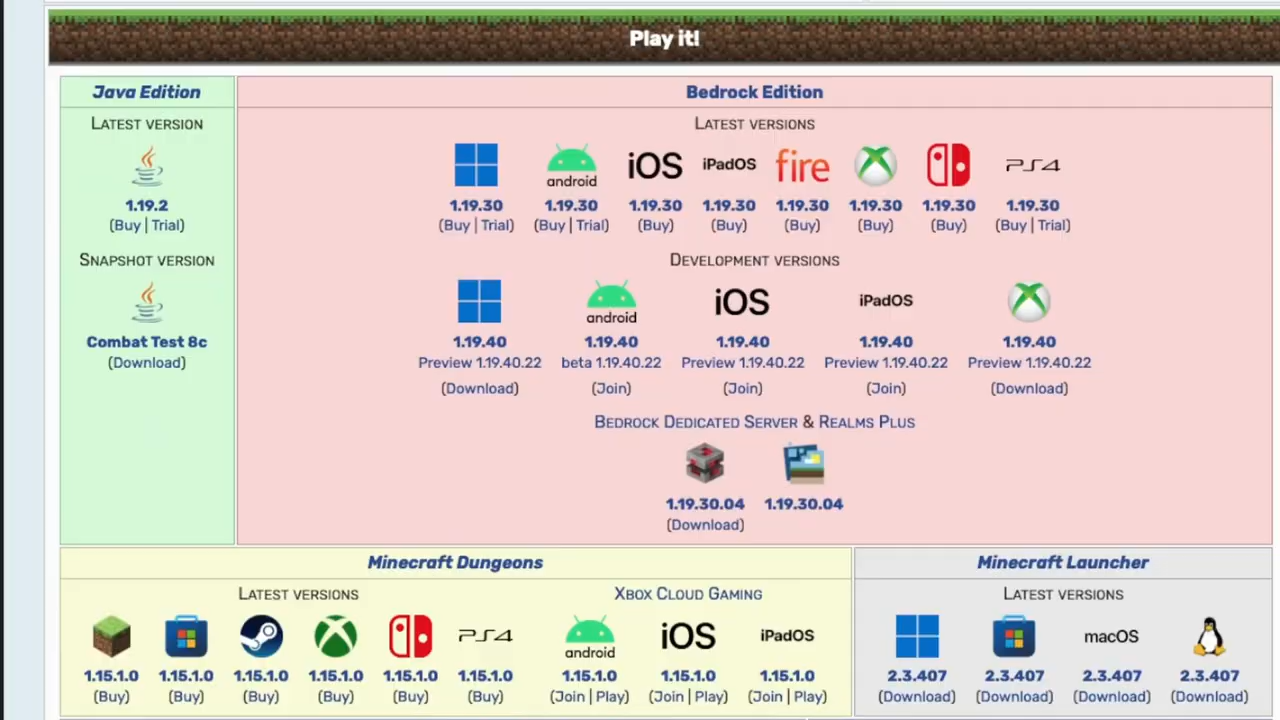 Play it!
Java Edition
LATEST VERSION
1.19.2
(Buy | Trial)
SNAPSHOT VERSION
Combat Test 8c
(Download)
Bedrock Edition
LATEST VERSIONS
android iOS iPadOS fire PS4
1.19.30 1.19.30 1.19.30 1.19.30 1.19.30 1.19.30 1.19.30 1.19.30
(Buy | Trial) (Buy | Trial) (Buy) (Buy) (Buy) (Buy) (Buy) (Buy | Trial)
DEVELOPMENT VERSIONS
android iOS iPadOS
1.19.40 1.19.40 1.19.40 1.19.40 1.19.40
Preview 1.19.40.22 beta 1.19.40.22 Preview 1.19.40.22 Preview 1.19.40.22 Preview 1.19.40.22
(Download) (Join) (Join) (Join) (Download)
BEDROCK DEDICATED SERVER & REALMS PLUS
1.19.30.04 1.19.30.04
(Download)
Minecraft Dungeons
LATEST VERSIONS
PS4
1.15.1.0 1.15.1.0 1.15.1.0 1.15.1.0 1.15.1.0 1.15.1.0
(Buy) (Buy) (Buy) (Buy) (Buy) (Buy)
XBOX CLOUD GAMING
android iOS iPadOS
1.15.1.0 1.15.1.0 1.15.1.0
(Join | Play) (Join | Play) (Join | Play)
Minecraft Launcher
LATEST VERSIONS
macOS
2.3.407 2.3.407 2.3.407 2.3.407
(Download) (Download) (Download) (Download)